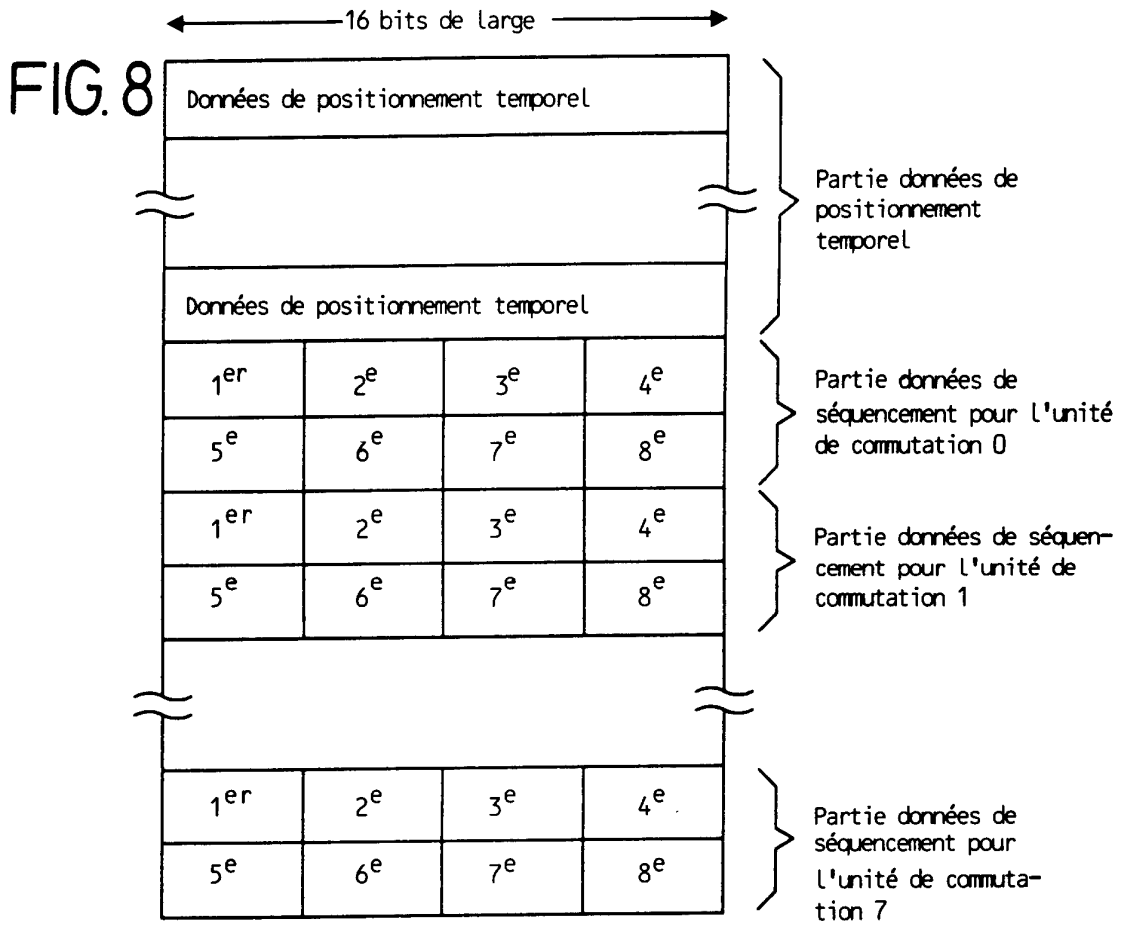 16 bits de large
FIG. 8
Données de positionnement temporel
Partie données de
positionnement
temporel
Données de positionnement temporel
1er 2e 3e 4e
5e 6e 7e 8e
Partie données de
séquencement pour l'unité
de commutation 0
1er 2e 3e 4e
5e 6e 7e 8e
Partie données de séquen-
cement pour l'unité de
commutation 1
1er 2e 3e 4e
5e 6e 7e 8e
Partie données de
séquencement pour
l'unité de commuta-
tion 7